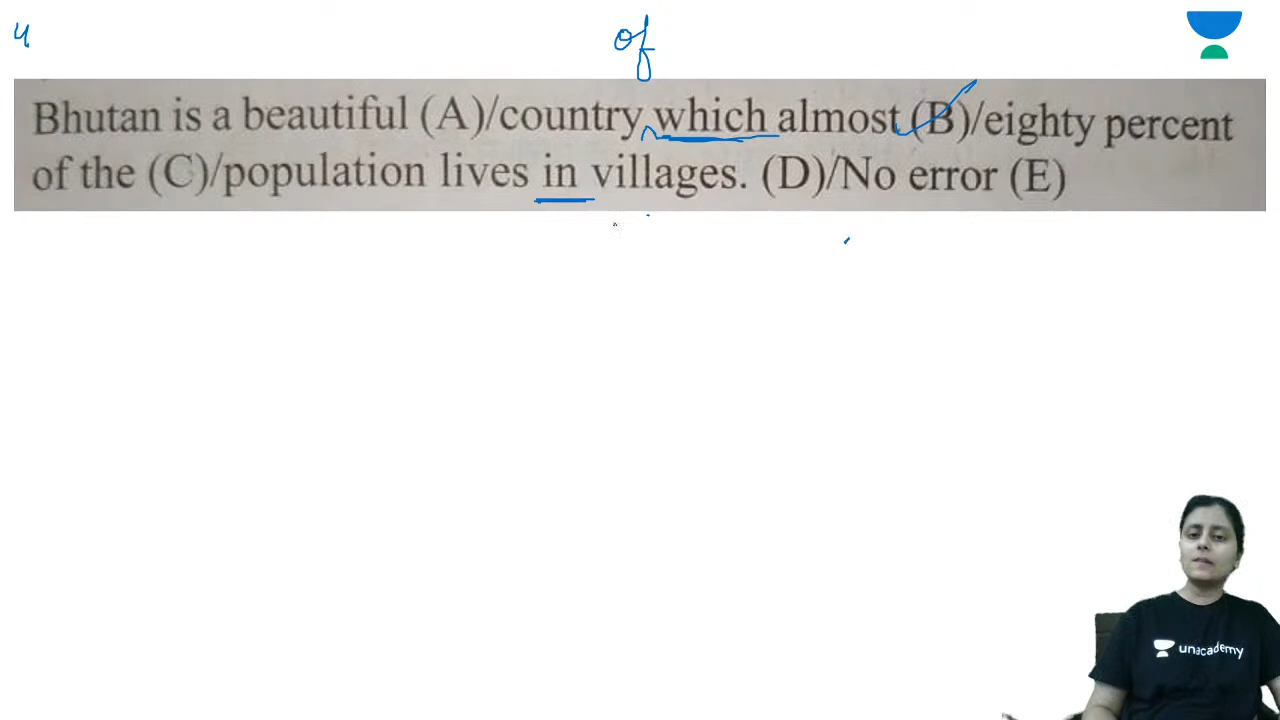 4
of
Bhutan is a beautiful (A)/country which almost (B)/eighty percent
of the (C)/population lives in villages. (D)/No error (E)
unacademy